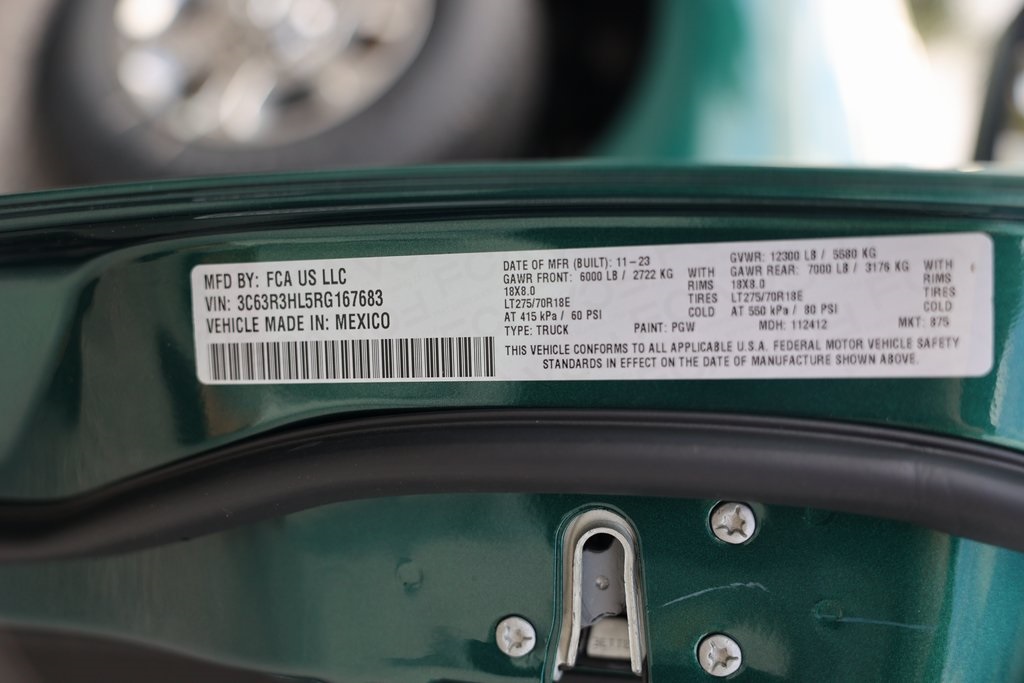 MFD BY: FCA US LLC
VIN: 3C63R3HL5RG167683
VEHICLE MADE IN: MEXICO
DATE OF MFR (BUILT): 11-23
GAWR FRONT: 6000 LB / 2722 KG WITH
18X8.0 RIMS
LT275/70R18E TIRES
AT 415 kPa / 60 PSI COLD
TYPE: TRUCK PAINT: PGW
GVWR: 12300 LB / 5580 KG
GAWR REAR: 7000 LB / 3176 KG WITH
18X8.0 RIMS
LT275/70R18E TIRES
AT 550 kPa / 80 PSI COLD
MDH: 112412 MKT: 875
THIS VEHICLE CONFORMS TO ALL APPLICABLE U.S.A. FEDERAL MOTOR VEHICLE SAFETY
STANDARDS IN EFFECT ON THE DATE OF MANUFACTURE SHOWN ABOVE.